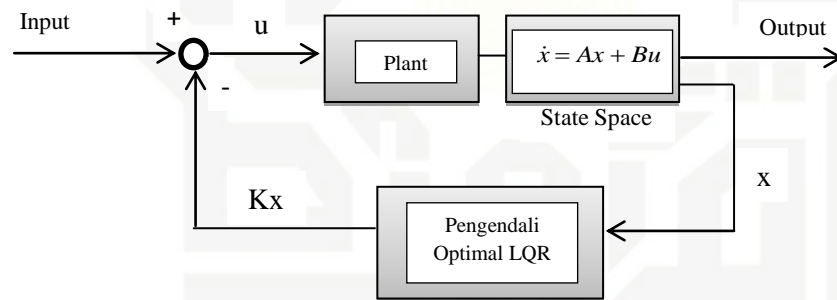 Input
+
u
Plant
ẋ = Ax + Bu
Output
-
State Space
x
Kx
Pengendali
Optimal LQR